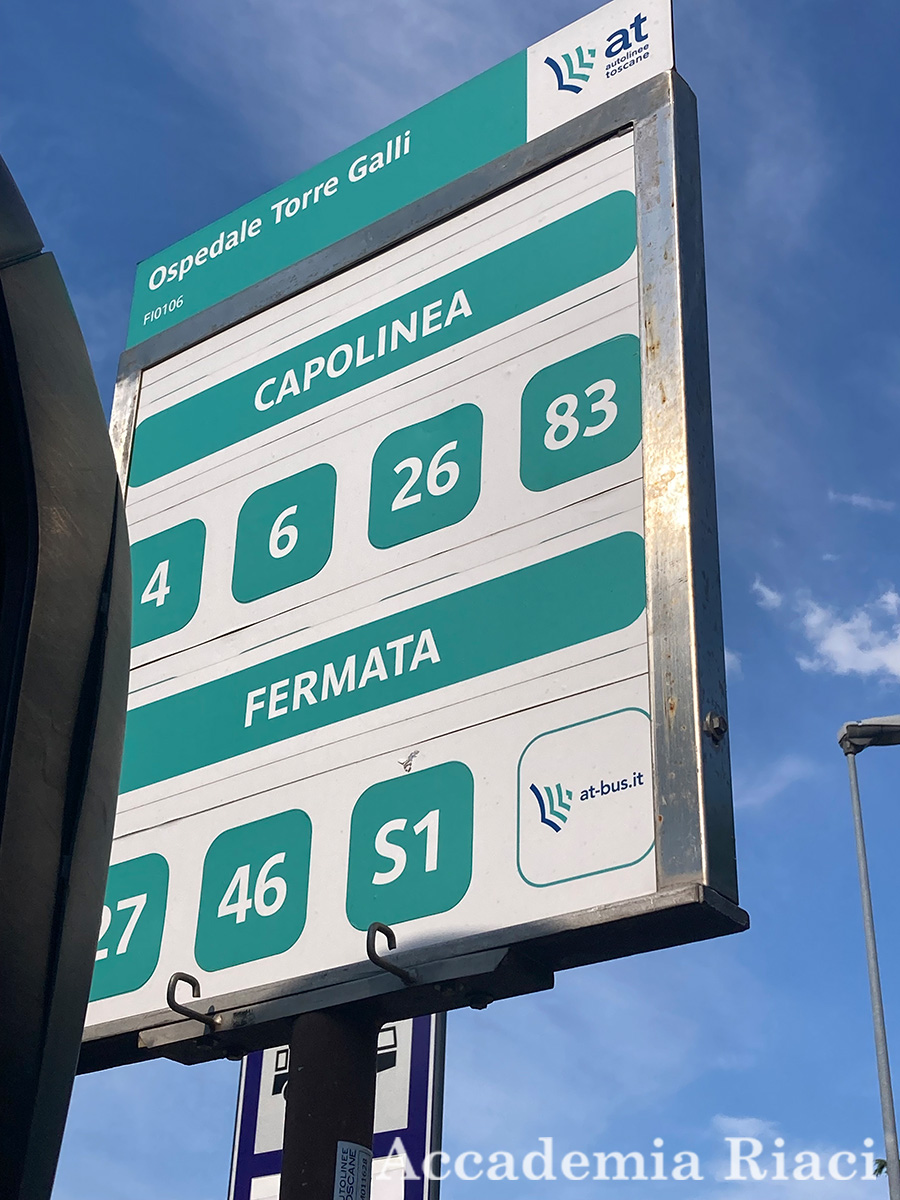 at
autolinee
toscane
Ospedale Torre Galli
FI0106
CAPOLINEA
4 6 26 83
FERMATA
27 46 S1 at-bus.it
Accademia Riaci